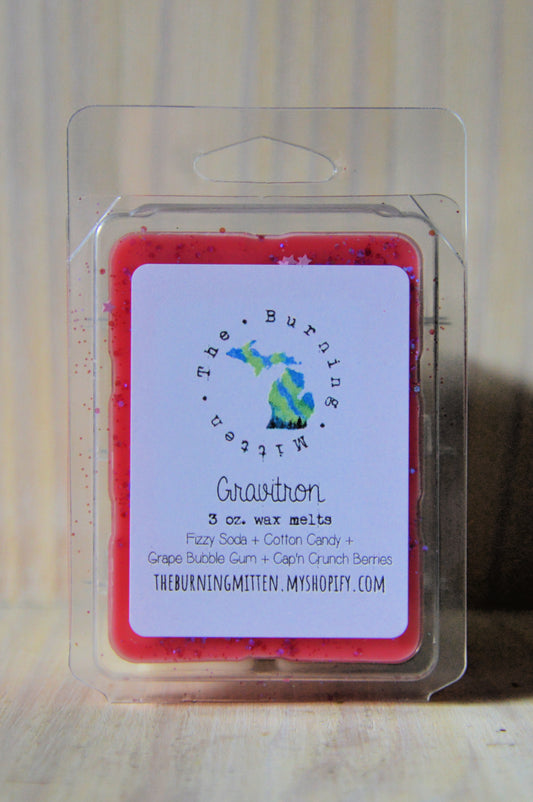 The • Burning • Mitten •
Gravitron
3 oz. wax melts
Fizzy Soda + Cotton Candy +
Grape Bubble Gum + Cap'n Crunch Berries
THEBURNINGMITTEN.MYSHOPIFY.COM